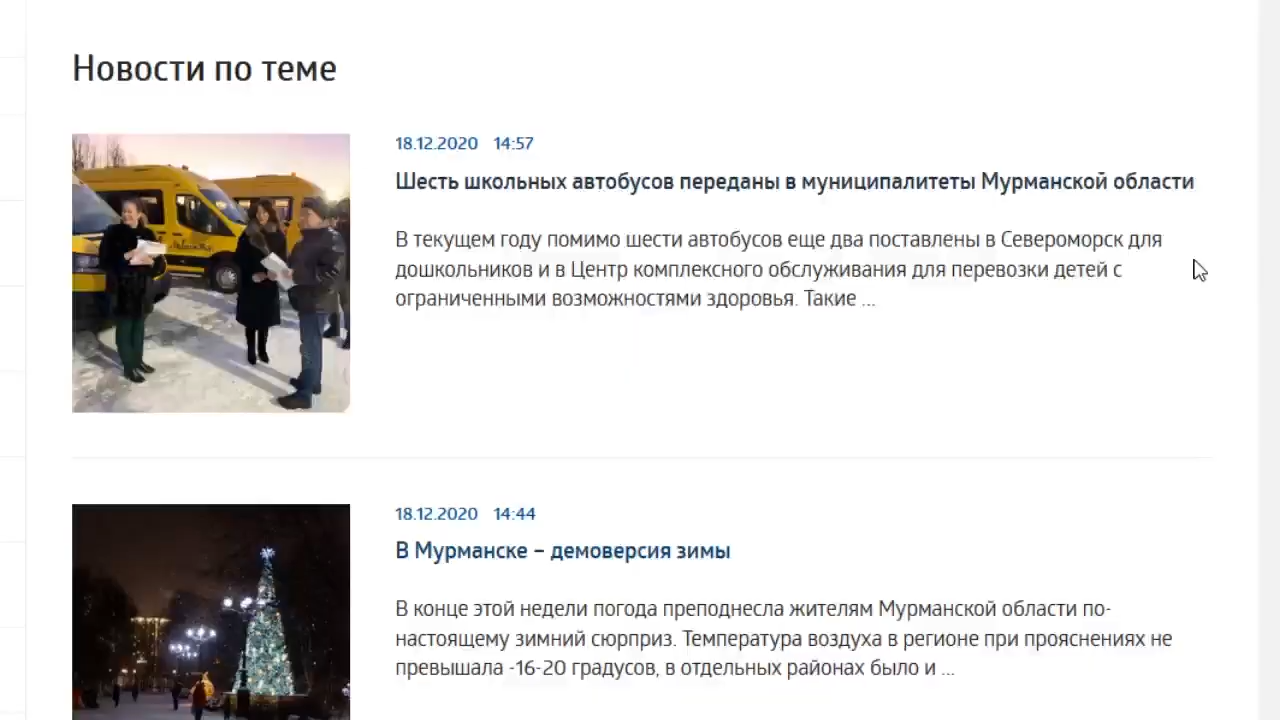 Новости по теме
18.12.2020 14:57
Шесть школьных автобусов переданы в муниципалитеты Мурманской области
В текущем году помимо шести автобусов еще два поставлены в Североморск для
дошкольников и в Центр комплексного обслуживания для перевозки детей с
ограниченными возможностями здоровья. Такие ...
18.12.2020 14:44
В Мурманске – демоверсия зимы
В конце этой недели погода преподнесла жителям Мурманской области по-
настоящему зимний сюрприз. Температура воздуха в регионе при прояснениях не
превышала -16-20 градусов, в отдельных районах было и ...